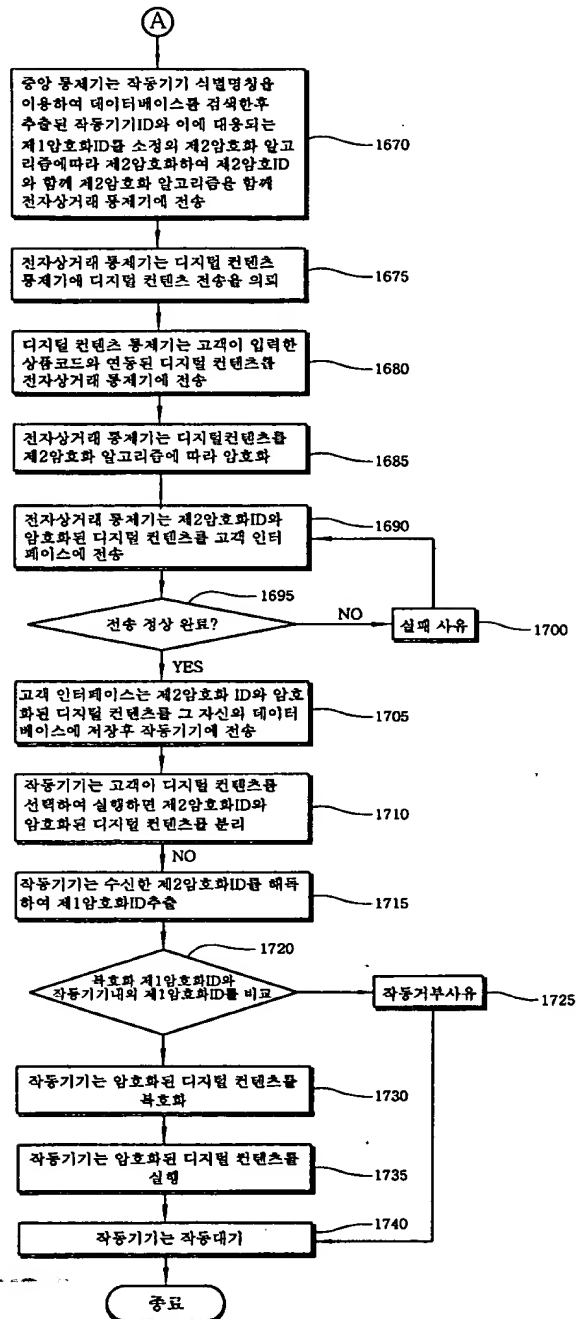 A
중앙 통제기는 작동기기 식별명칭을
이용하여 데이터베이스를 검색한후
추출된 작동기기ID와 이에 대응되는
제1암호화ID를 소정의 제2암호화 알고
리즘에따라 제2암호화하여 제2암호ID
와 함께 제2암호화 알고리즘을 함께
전자상거래 통제기에 전송
1670
전자상거래 통제기는 디지털 컨텐츠
통제기에 디지털 컨텐츠 전송을 의뢰
1675
디지털 컨텐츠 통제기는 고객이 입력한
상품코드와 연동된 디지털 컨텐츠를
전자상거래 통제기에 전송
1680
전자상거래 통제기는 디지털컨텐츠를
제2암호화 알고리즘에 따라 암호화
1685
전자상거래 통제기는 제2암호화ID와
암호화된 디지털 컨텐츠를 고객 인터
페이스에 전송
1690
전송 정상 완료?
1695
NO
실패 사유
1700
YES
고객 인터페이스는 제2암호화 ID와 암호
화된 디지털 컨텐츠를 그 자신의 데이터
베이스에 저장후 작동기기에 전송
1705
작동기기는 고객이 디지털 컨텐츠를
선택하여 실행하면 제2암호화ID와
암호화된 디지털 컨텐츠를 분리
1710
NO
작동기기는 수신한 제2암호화ID를 해독
하여 제1암호화ID추출
1715
1720
복호화 제1암호화ID와
작동기기내의 제1암호화ID를 비교
작동거부사유
1725
작동기기는 암호화된 디지털 컨텐츠를
복호화
1730
작동기기는 암호화된 디지털 컨텐츠를
실행
1735
작동기기는 작동대기
1740
종료